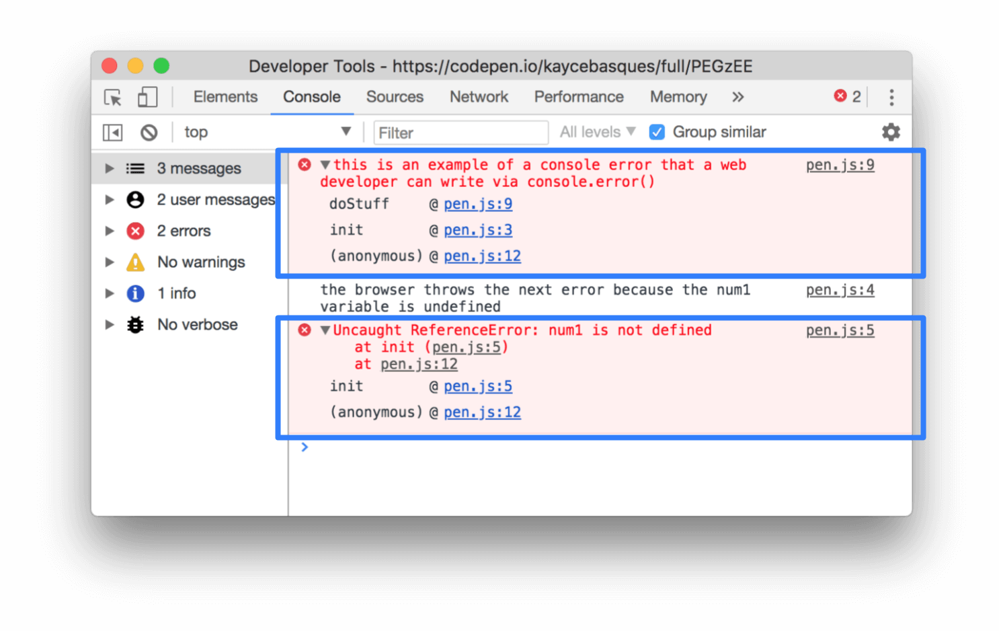 Developer Tools - https://codepen.io/kaycebasques/full/PEGzEE
Elements Console Sources Network Performance Memory » 2
top Filter All levels Group similar
3 messages
2 user messages
2 errors
No warnings
1 info
No verbose
this is an example of a console error that a web pen.js:9
developer can write via console.error()
doStuff @ pen.js:9
init @ pen.js:3
(anonymous) @ pen.js:12
the browser throws the next error because the num1 pen.js:4
variable is undefined
Uncaught ReferenceError: num1 is not defined pen.js:5
at init (pen.js:5)
at pen.js:12
init @ pen.js:5
(anonymous) @ pen.js:12